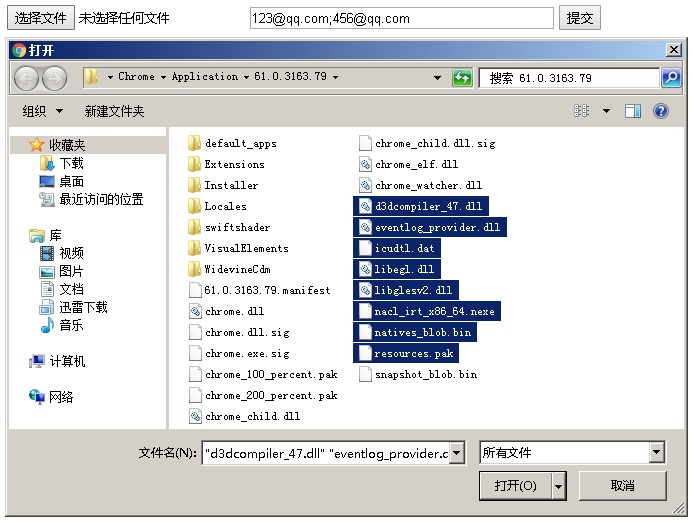 选择文件 未选择任何文件 123@qq.com;456@qq.com 提交
打开
Chrome Application 61.0.3163.79 搜索 61.0.3163.79
组织 新建文件夹
收藏夹
下载
桌面
最近访问的位置
库
视频
图片
文档
迅雷下载
音乐
计算机
网络
default_apps
Extensions
Installer
Locales
swiftshader
VisualElements
WidevineCdm
61.0.3163.79.manifest
chrome.dll
chrome.dll.sig
chrome.exe.sig
chrome_100_percent.pak
chrome_200_percent.pak
chrome_child.dll
chrome_child.dll.sig
chrome_elf.dll
chrome_watcher.dll
d3dcompiler_47.dll
eventlog_provider.dll
icudtl.dat
libegl.dll
libglesv2.dll
nacl_irt_x86_64.nexe
natives_blob.bin
resources.pak
snapshot_blob.bin
文件名(N): "d3dcompiler_47.dll" "eventlog_provider.c 所有文件
打开(O) 取消